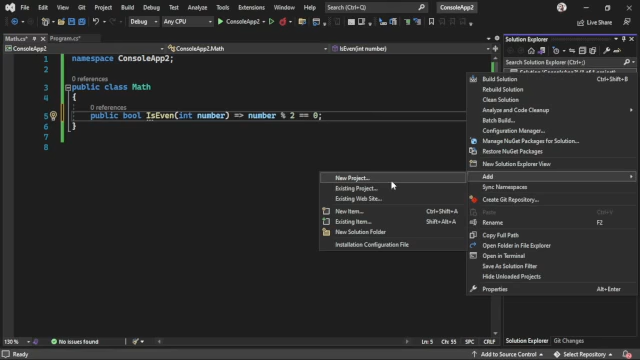 File Edit View Git Project Build Debug Test Analyze Tools Extensions Window Help Search (Ctrl+Q) ConsoleApp2
Debug Any CPU ConsoleApp2 Live Share
Math.cs* Program.cs*
ConsoleApp2 ConsoleApp2.Math IsEven(int number)
1 namespace ConsoleApp2;
2
0 references
3 public class Math
4 {
0 references
5 public bool IsEven(int number) => number % 2 == 0;
6 }
7
8
Solution Explorer
Search Solution Explorer (Ctrl+;)
Solution 'ConsoleApp2' (1 of 1 project)
Build Solution Ctrl+Shift+B
Rebuild Solution
Clean Solution
Analyze and Code Cleanup
Batch Build...
Configuration Manager...
Manage NuGet Packages for Solution...
Restore NuGet Packages
New Solution Explorer View
Add
Sync Namespaces
Create Git Repository...
Paste
Rename F2
Copy Full Path
Open Folder in File Explorer
Open in Terminal
Save As Solution Filter
Hide Unloaded Projects
Properties Alt+Enter
New Project...
Existing Project...
Existing Web Site...
New Item... Ctrl+Shift+A
Existing Item... Shift+Alt+A
New Solution Folder
Installation Configuration File
130 % No issues found Ln: 5 Ch: 55 SPC CRLF
Solution Explorer Git Changes
Ready Add to Source Control Select Repository